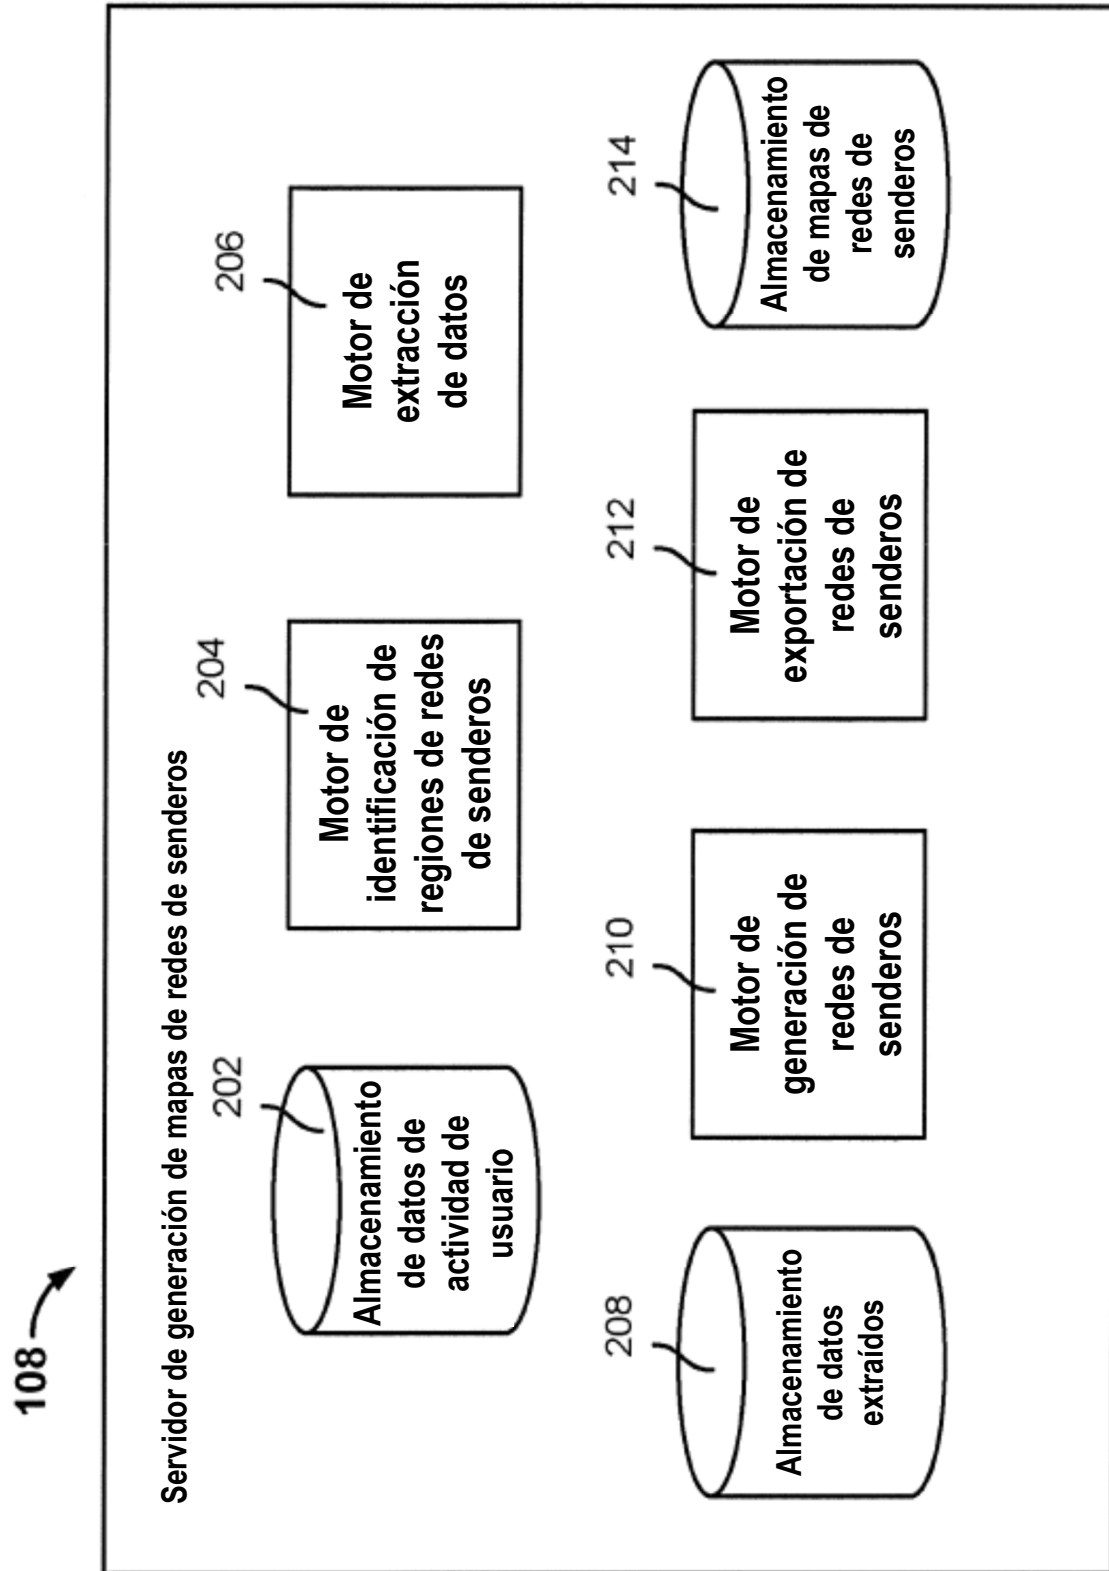 108
Servidor de generación de mapas de redes de senderos
202
Almacenamiento
de datos de
actividad de
usuario
204
Motor de
identificación de
regiones de redes
de senderos
206
Motor de
extracción
de datos
208
Almacenamiento
de datos
extraídos
210
Motor de
generación de
redes de
senderos
212
Motor de
exportación de
redes de
senderos
214
Almacenamiento
de mapas de
redes de
senderos